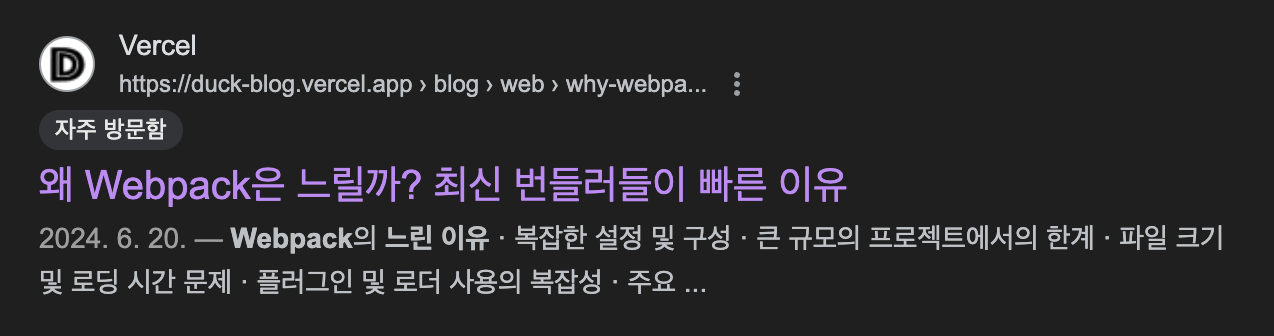 D
Vercel
https://duck-blog.vercel.app › blog › web › why-webpa...
자주 방문함
왜 Webpack은 느릴까? 최신 번들러들이 빠른 이유
2024. 6. 20. — Webpack의 느린 이유 · 복잡한 설정 및 구성 · 큰 규모의 프로젝트에서의 한계 · 파일 크기
및 로딩 시간 문제 · 플러그인 및 로더 사용의 복잡성 · 주요 ...